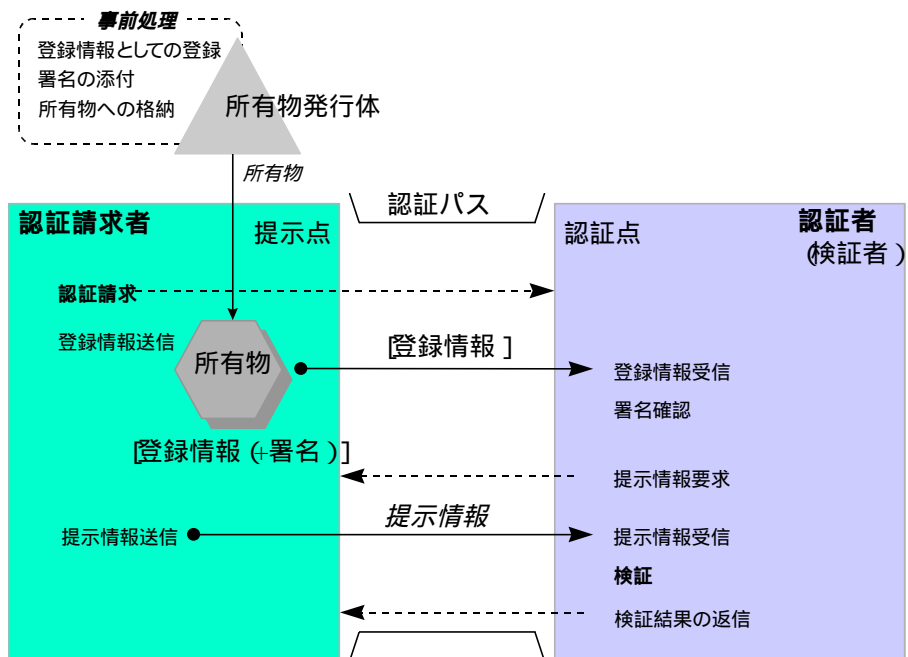 事前処理
登録情報としての登録
署名の添付
所有物への格納
所有物発行体
所有物
認証パス
認証請求者
提示点
認証点
認証者
(検証者)
認証請求
登録情報送信
所有物
[登録情報]
登録情報受信
署名確認
[登録情報(+署名)]
提示情報要求
提示情報
提示情報送信
提示情報受信
検証
検証結果の返信